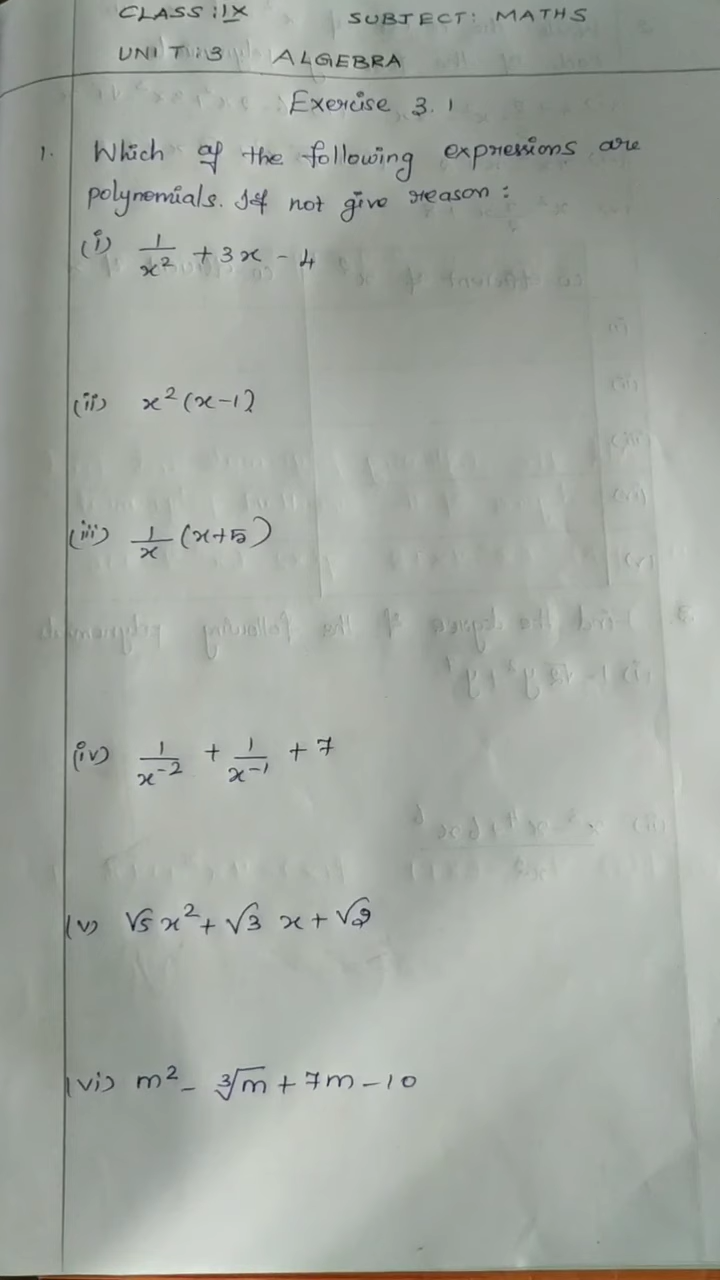 CLASS: IX SUBJECT: MATHS
UNIT: 3 ALGEBRA
Exercise 3.1
1. Which of the following expressions are
polynomials. If not give reason:
(i) 1/x² + 3x - 4
(ii) x²(x-1)
(iii) 1/x (x+5)
(iv) 1/x⁻² + 1/x⁻¹ + 7
(v) √5 x² + √3 x + √2
(vi) m² - ∛m + 7m - 10